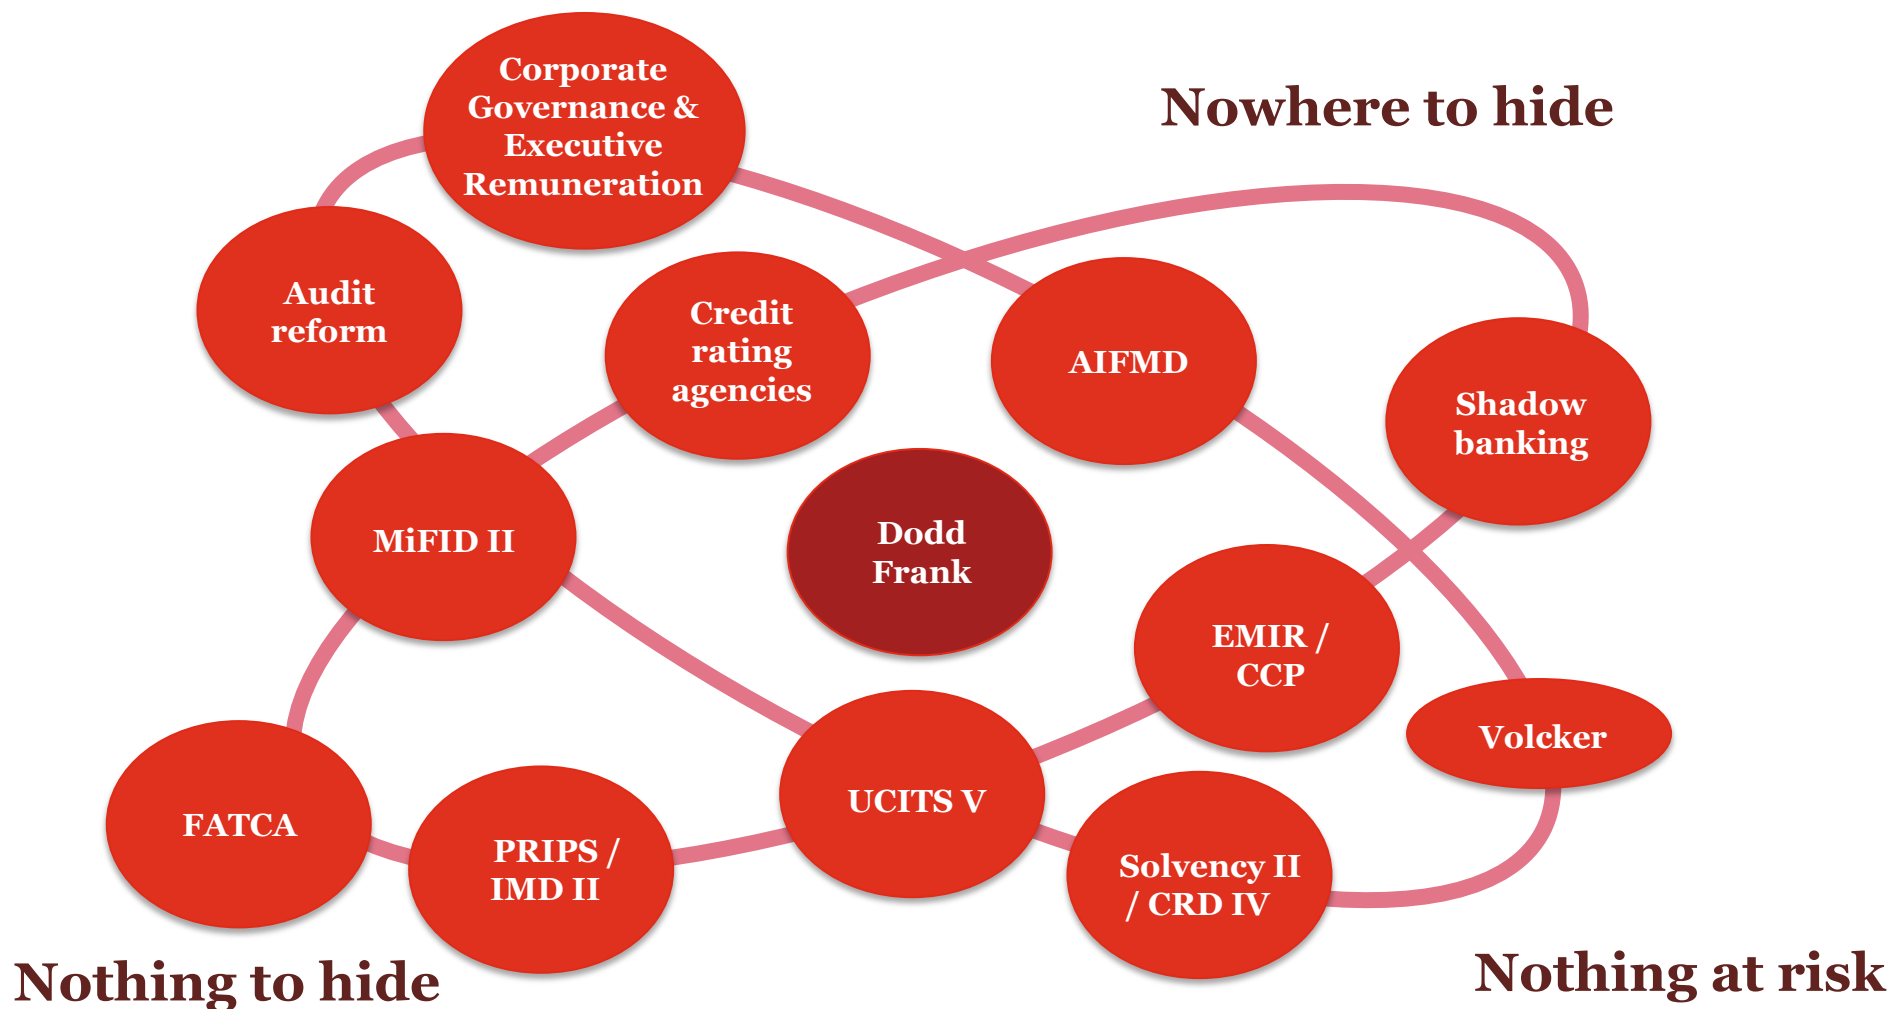 Corporate
Governance &
Executive
Remuneration
Nowhere to hide
Audit
reform
Credit
rating
agencies
AIFMD
Shadow
banking
MiFID II
Dodd
Frank
EMIR /
CCP
Volcker
UCITS V
FATCA
PRIPS /
IMD II
Solvency II
/ CRD IV
Nothing to hide
Nothing at risk